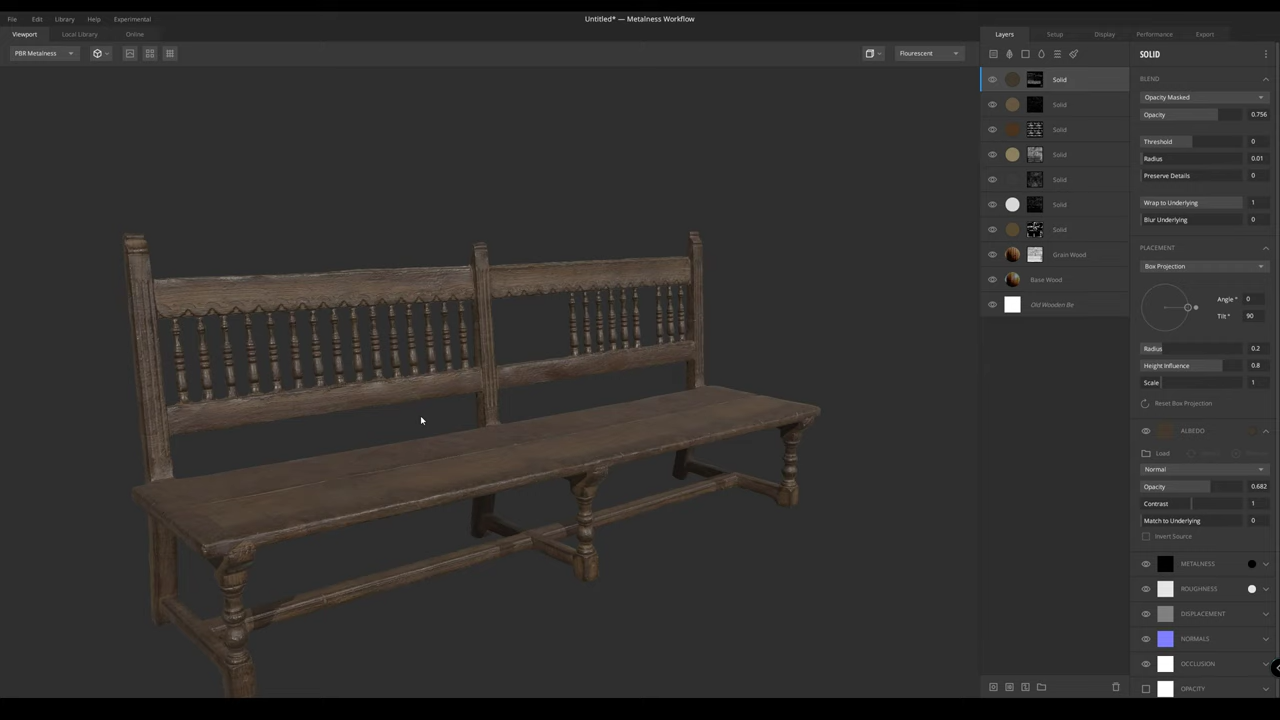 Untitled* — Metalness Workflow
File Edit Library Help Experimental
Viewport Local Library Online
PBR Metalness
Flourescent
Layers Setup Display Performance Export
Solid
Solid
Solid
Solid
Solid
Solid
Solid
Grain Wood
Base Wood
Old Wooden Be
SOLID
BLEND
Opacity Masked
Opacity 0.756
Threshold 0
Radius 0.01
Preserve Details 0
Wrap to Underlying 1
Blur Underlying 0
PLACEMENT
Box Projection
Angle ° 0
Tilt ° 90
Radius 0.2
Height Influence 0.8
Scale 1
Reset Box Projection
ALBEDO
Load
Normal
Opacity 0.682
Contrast 1
Match to Underlying 0
Invert Source
METALNESS
ROUGHNESS
DISPLACEMENT
NORMALS
OCCLUSION
OPACITY